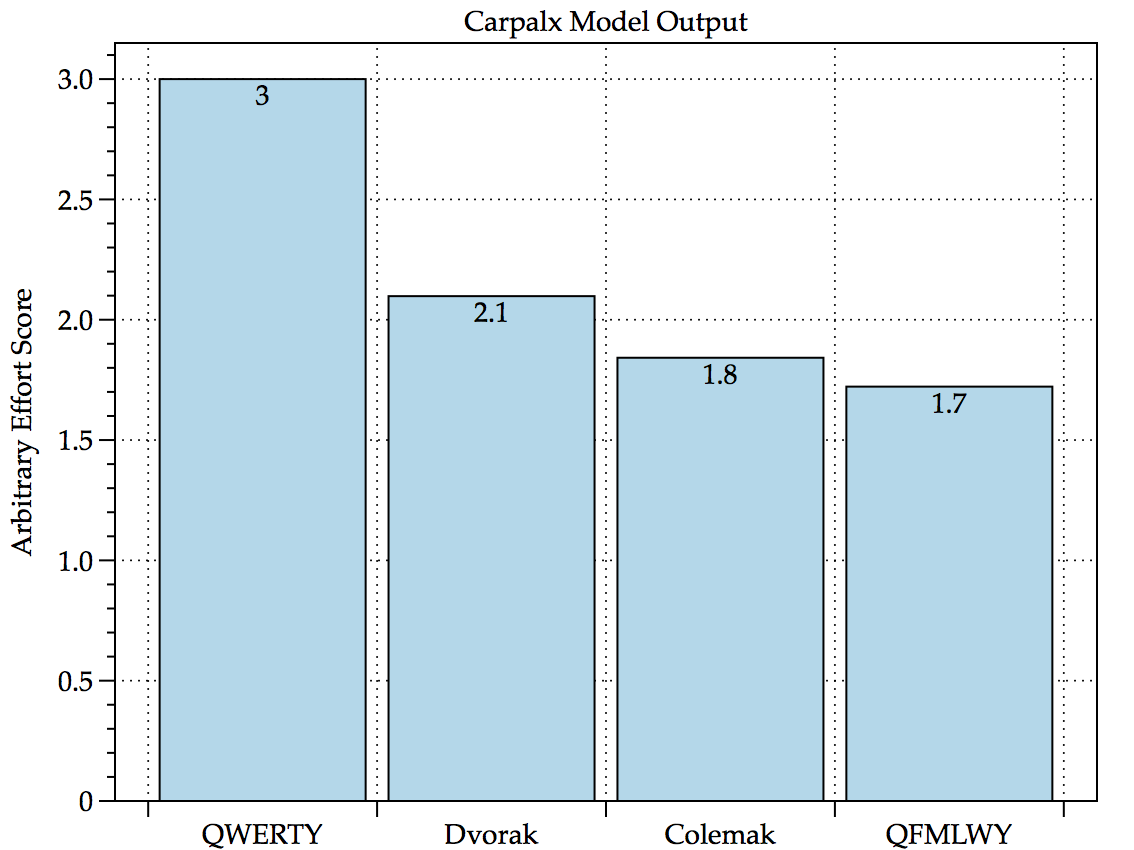 Carpalx Model Output
Arbitrary Effort Score
3.0
2.5
2.0
1.5
1.0
0.5
0
3
2.1
1.8
1.7
QWERTY
Dvorak
Colemak
QFMLWY